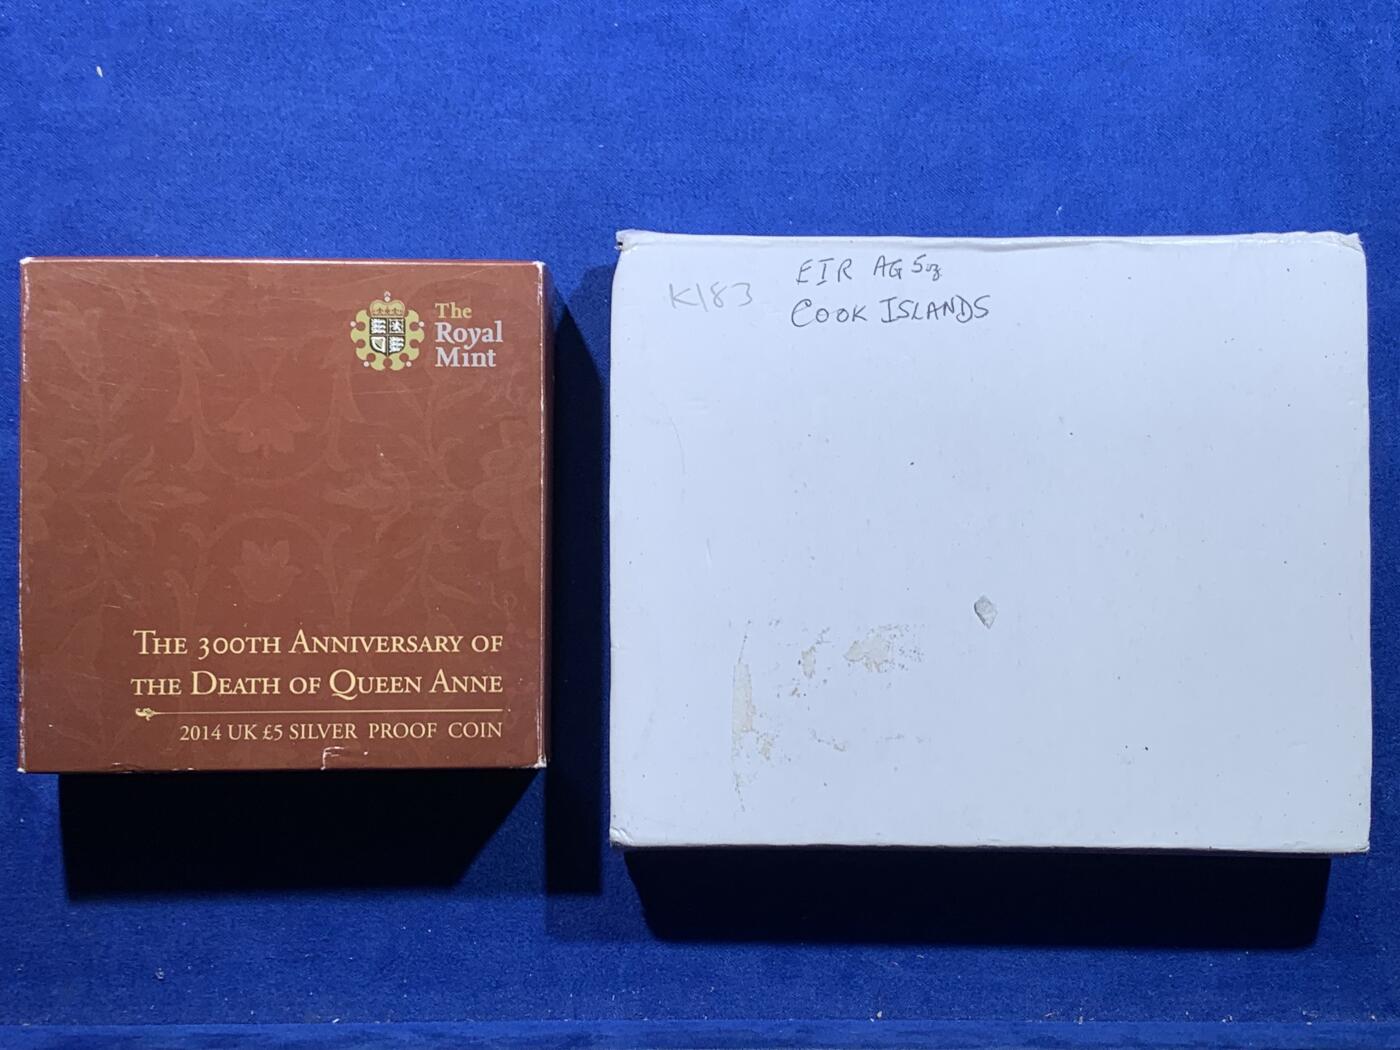 The
Royal
Mint
THE 300TH ANNIVERSARY OF
THE DEATH OF QUEEN ANNE
2014 UK £5 SILVER PROOF COIN
K183
EIR AG 5oz
COOK ISLANDS